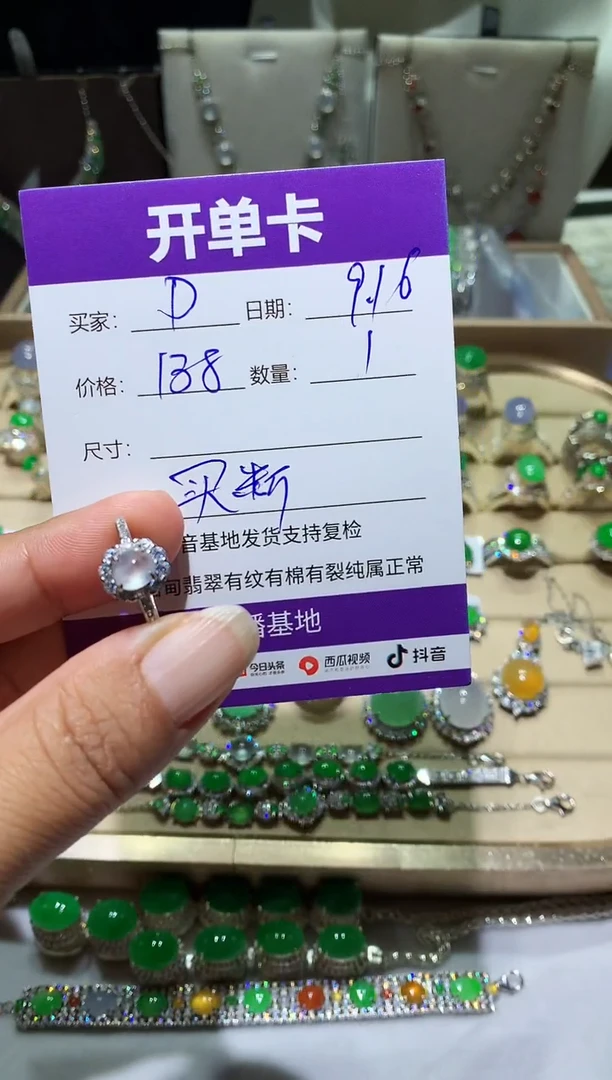 开单卡
买家: D 日期: 9.16
价格: 138 数量: 1
尺寸:
买断
音基地发货支持复检
甸翡翠有纹有棉有裂纯属正常
播基地
今日头条 西瓜视频 抖音